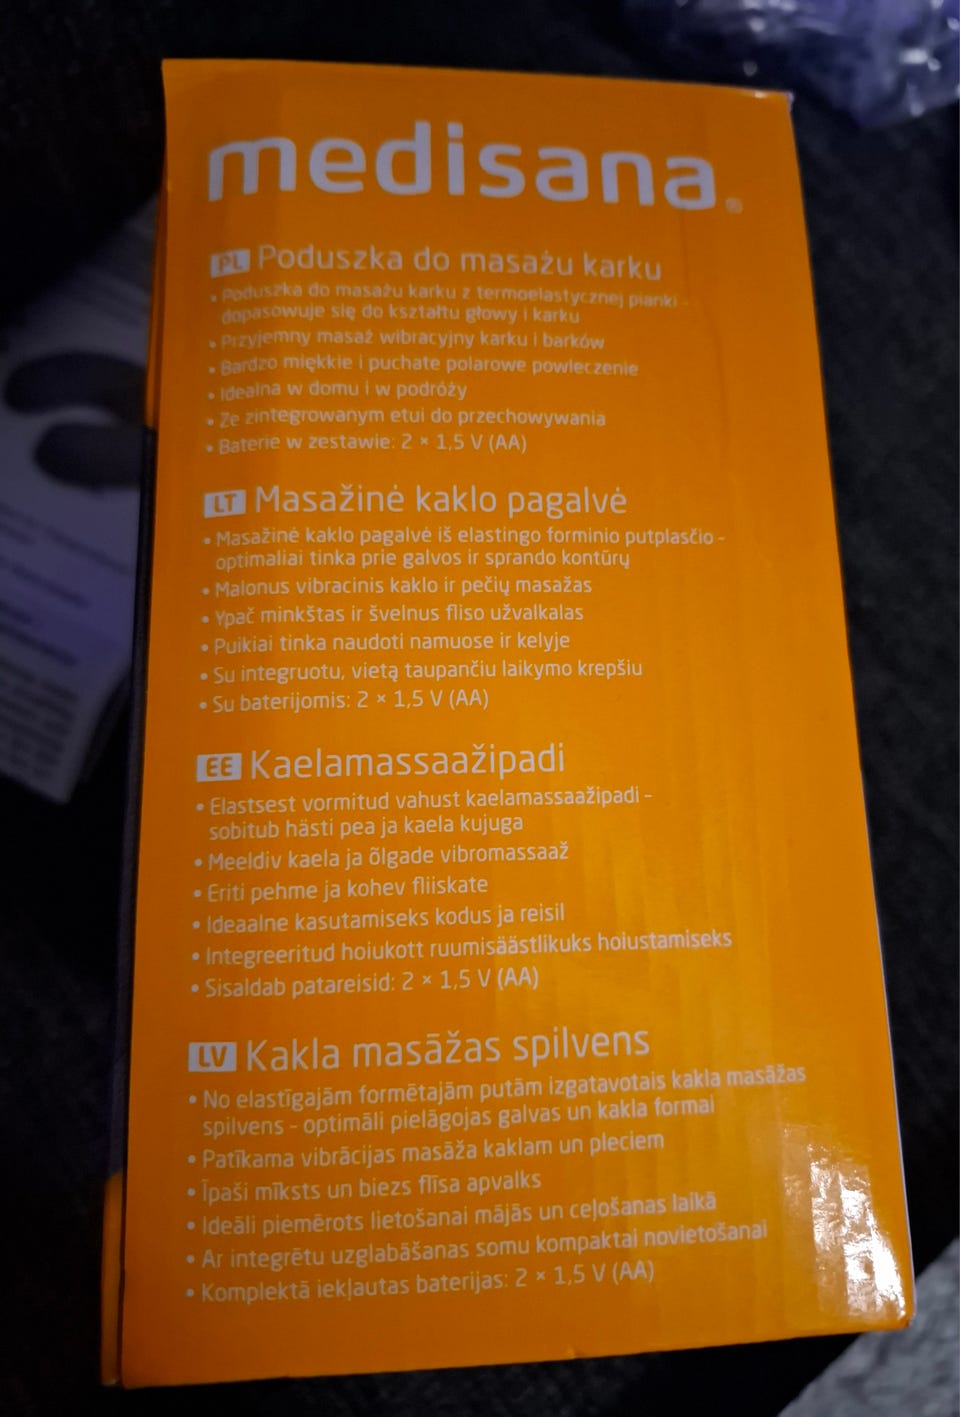 medisana®
PL Poduszka do masażu karku
• Poduszka do masażu karku z termoelastycznej pianki –
dopasowuje się do kształtu głowy i karku
• Przyjemny masaż wibracyjny karku i barków
• Bardzo miękkie i puchate polarowe powleczenie
• Idealna w domu i w podróży
• Ze zintegrowanym etui do przechowywania
• Baterie w zestawie: 2 × 1,5 V (AA)
LT Masažinė kaklo pagalvė
• Masažinė kaklo pagalvė iš elastingo forminio putplasčio –
optimaliai tinka prie galvos ir sprando kontūrų
• Malonus vibracinis kaklo ir pečių masažas
• Ypač minkštas ir švelnus fliso užvalkalas
• Puikiai tinka naudoti namuose ir kelyje
• Su integruotu, vietą taupančiu laikymo krepšiu
• Su baterijomis: 2 × 1,5 V (AA)
EE Kaelamassaažipadi
• Elastsest vormitud vahust kaelamassaažipadi –
sobitub hästi pea ja kaela kujuga
• Meeldiv kaela ja õlgade vibromassaaž
• Eriti pehme ja kohev fliiskate
• Ideaalne kasutamiseks kodus ja reisil
• Integreeritud hoiukott ruumisäästlikuks hoiustamiseks
• Sisaldab patareisid: 2 × 1,5 V (AA)
LV Kakla masāžas spilvens
• No elastīgajām formētajām putām izgatavotais kakla masāžas
spilvens – optimāli pielāgojas galvas un kakla formai
• Patīkama vibrācijas masāža kaklam un pleciem
• Īpaši mīksts un biezs flīsa apvalks
• Ideāli piemērots lietošanai mājās un ceļošanas laikā
• Ar integrētu uzglabāšanas somu kompaktai novietošanai
• Komplektā iekļautas baterijas: 2 × 1,5 V (AA)